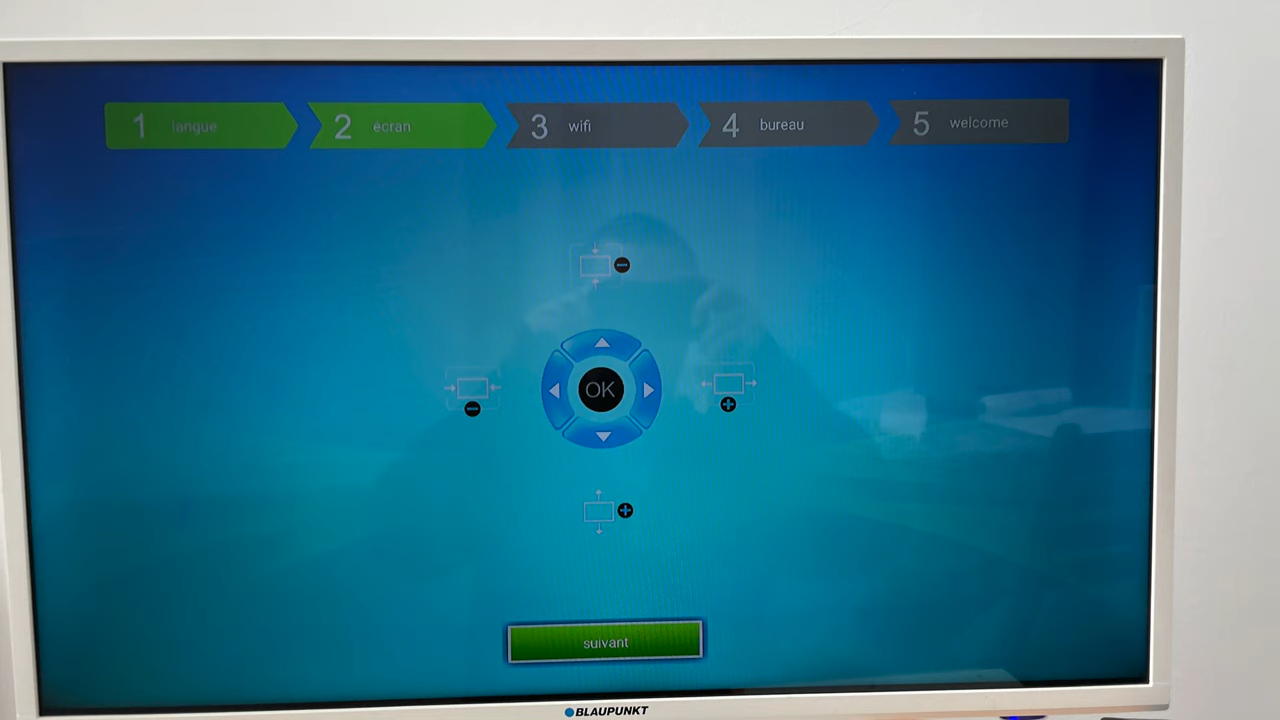 1 langue
2 écran
3 wifi
4 bureau
5 welcome
OK
suivant
BLAUPUNKT